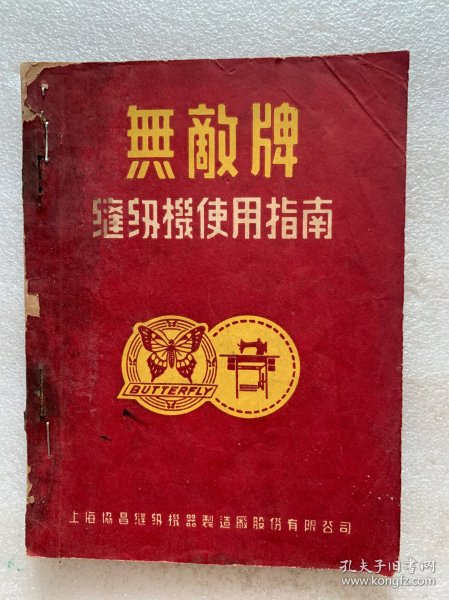 無敵牌
縫紉機使用指南
BUTTERFLY
上海協昌縫紉機器製造廠股份有限公司
孔夫子旧书网
www.kongfz.com